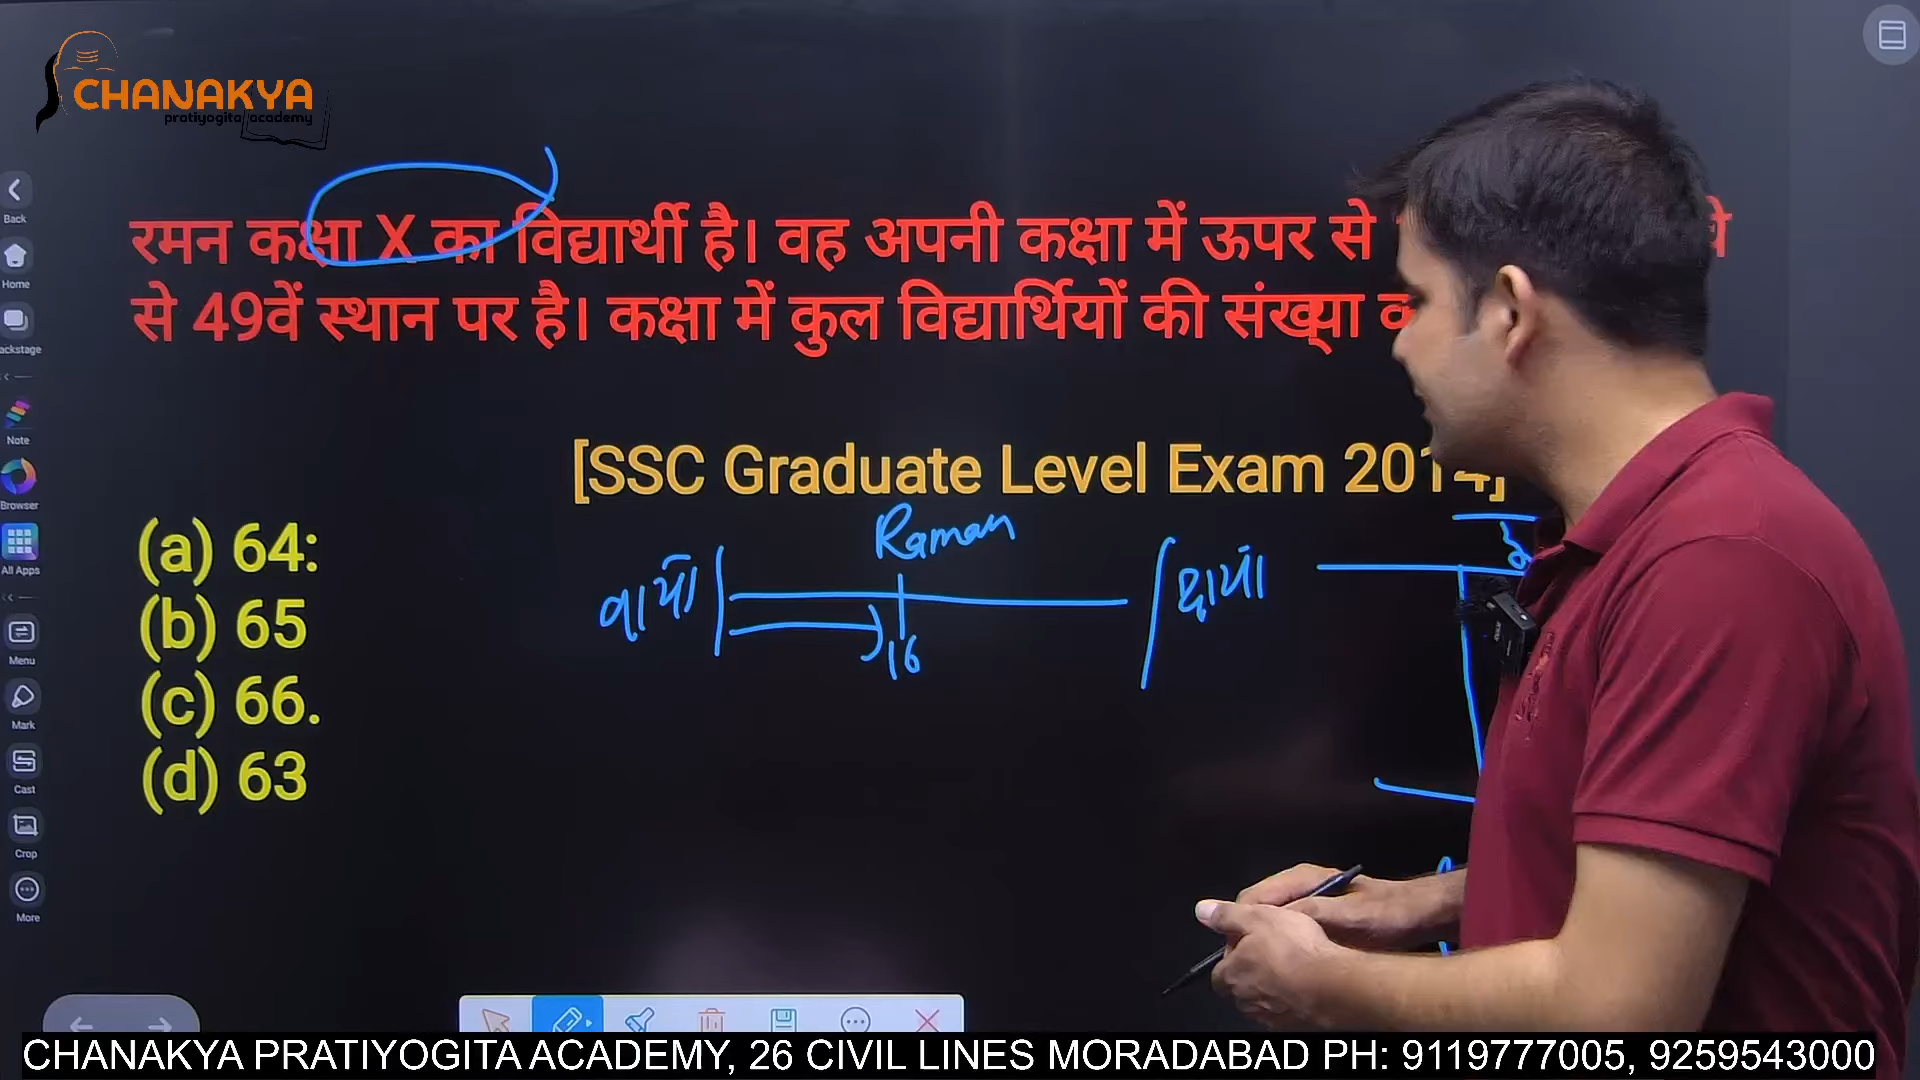 CHANAKYA
pratiyogita academy
रमन कक्षा X का विद्यार्थी है। वह अपनी कक्षा में ऊपर से
से 49वें स्थान पर है। कक्षा में कुल विद्यार्थियों की संख्या
[SSC Graduate Level Exam 2014]
(a) 64:
(b) 65
(c) 66.
(d) 63
Raman
बायाँ
दायाँ
16
Back
Home
ackstage
Note
Browser
All Apps
Menu
Mark
Cast
Crop
More
CHANAKYA PRATIYOGITA ACADEMY, 26 CIVIL LINES MORADABAD PH: 9119777005, 9259543000